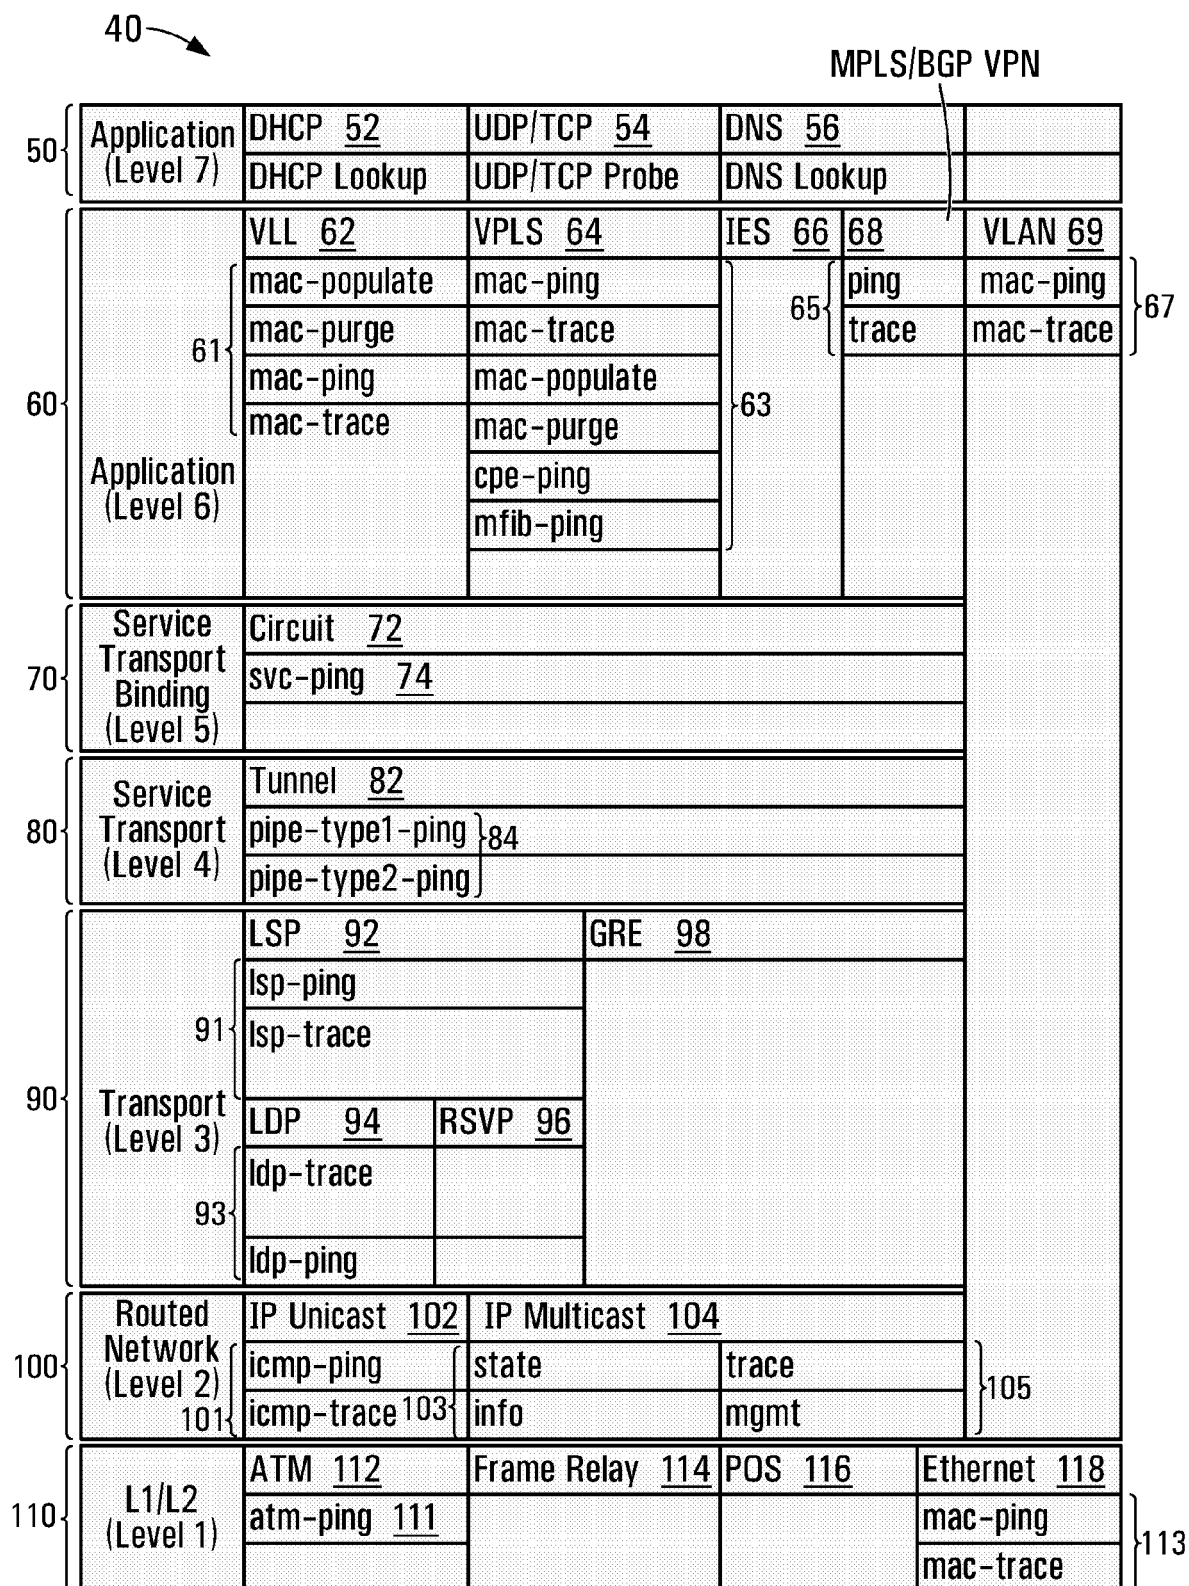 40
MPLS/BGP VPN
50
Application
(Level 7)
DHCP 52
UDP/TCP 54
DNS 56
DHCP Lookup
UDP/TCP Probe
DNS Lookup
60
Application
(Level 6)
VLL 62
VPLS 64
IES 66
68
VLAN 69
61
mac-populate
mac-purge
mac-ping
mac-trace
mac-ping
mac-trace
mac-populate
mac-purge
cpe-ping
mfib-ping
63
65
ping
trace
mac-ping
mac-trace
67
70
Service
Transport
Binding
(Level 5)
Circuit 72
svc-ping 74
80
Service
Transport
(Level 4)
Tunnel 82
pipe-type1-ping
pipe-type2-ping
84
90
Transport
(Level 3)
LSP 92
GRE 98
91
lsp-ping
lsp-trace
LDP 94
RSVP 96
93
ldp-trace
ldp-ping
100
Routed
Network
(Level 2)
IP Unicast 102
IP Multicast 104
101
icmp-ping
icmp-trace
103
state
trace
info
mgmt
105
110
L1/L2
(Level 1)
ATM 112
Frame Relay 114
POS 116
Ethernet 118
atm-ping 111
mac-ping
mac-trace
113